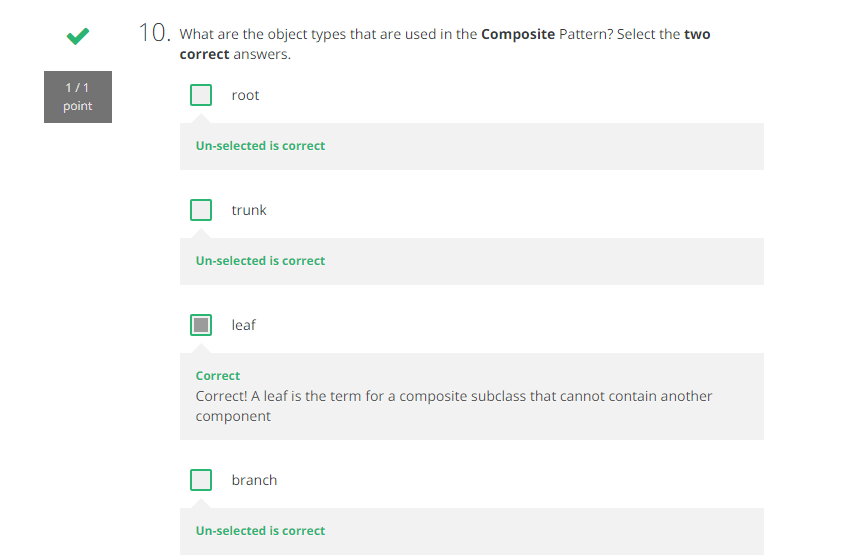 10. What are the object types that are used in the Composite Pattern? Select the two
correct answers.
1 / 1
point
root
Un-selected is correct
trunk
Un-selected is correct
leaf
Correct
Correct! A leaf is the term for a composite subclass that cannot contain another
component
branch
Un-selected is correct